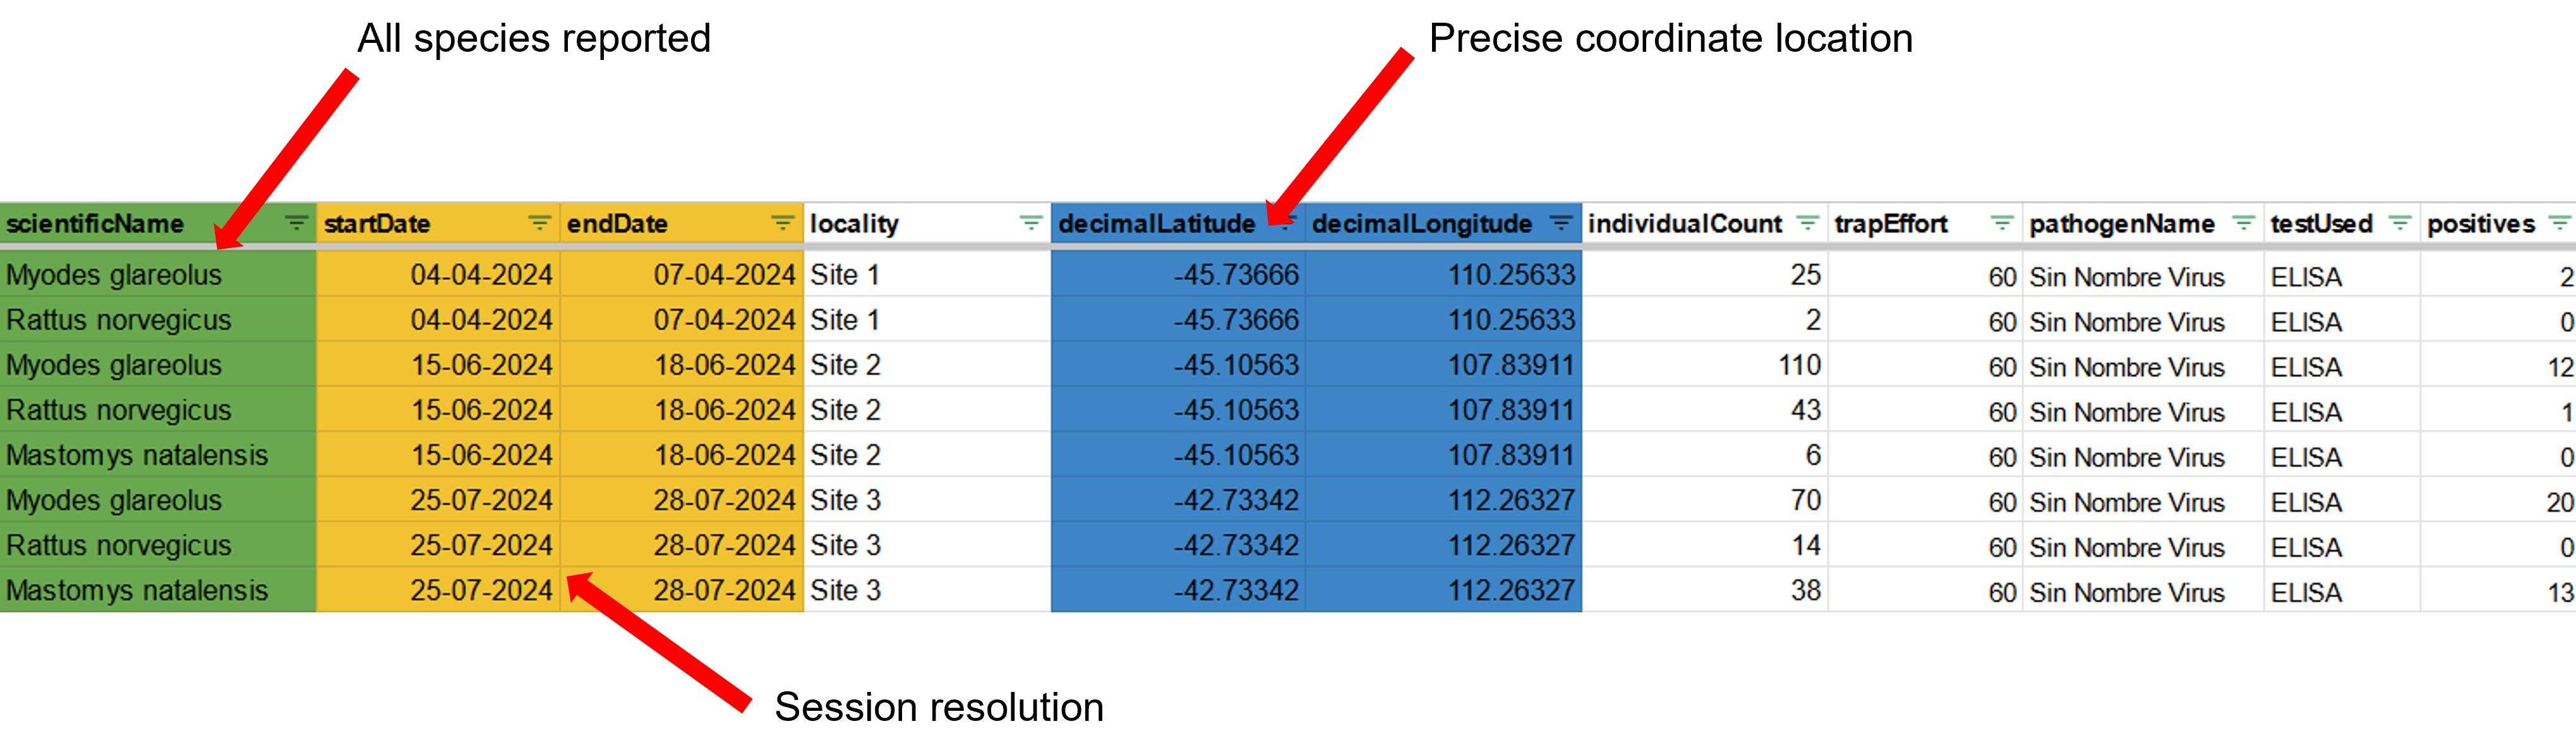 All species reported
Precise coordinate location
scientificName startDate endDate locality decimalLatitude decimalLongitude individualCount trapEffort pathogenName testUsed positives
Myodes glareolus 04-04-2024 07-04-2024 Site 1 -45.73666 110.25633 25 60 Sin Nombre Virus ELISA 2
Rattus norvegicus 04-04-2024 07-04-2024 Site 1 -45.73666 110.25633 2 60 Sin Nombre Virus ELISA 0
Myodes glareolus 15-06-2024 18-06-2024 Site 2 -45.10563 107.83911 110 60 Sin Nombre Virus ELISA 12
Rattus norvegicus 15-06-2024 18-06-2024 Site 2 -45.10563 107.83911 43 60 Sin Nombre Virus ELISA 1
Mastomys natalensis 15-06-2024 18-06-2024 Site 2 -45.10563 107.83911 6 60 Sin Nombre Virus ELISA 0
Myodes glareolus 25-07-2024 28-07-2024 Site 3 -42.73342 112.26327 70 60 Sin Nombre Virus ELISA 20
Rattus norvegicus 25-07-2024 28-07-2024 Site 3 -42.73342 112.26327 14 60 Sin Nombre Virus ELISA 0
Mastomys natalensis 25-07-2024 28-07-2024 Site 3 -42.73342 112.26327 38 60 Sin Nombre Virus ELISA 13
Session resolution